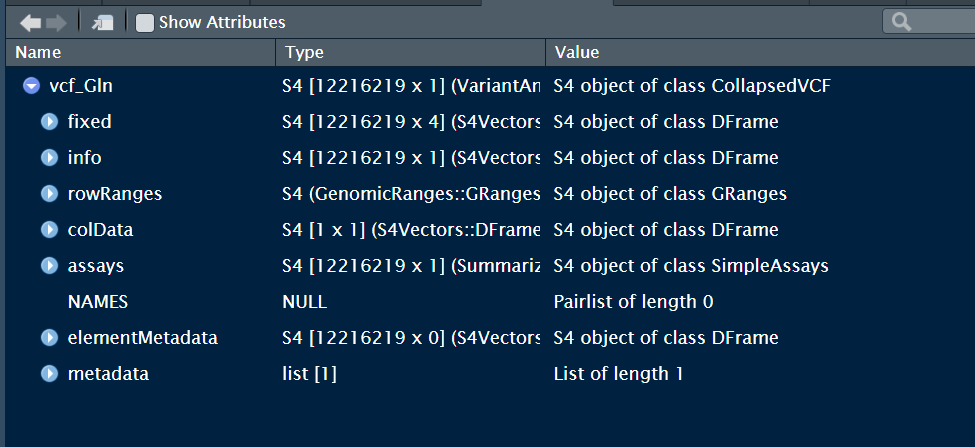 Show Attributes
Name Type Value
vcf_Gln S4 [12216219 x 1] (VariantAn S4 object of class CollapsedVCF
fixed S4 [12216219 x 4] (S4Vectors S4 object of class DFrame
info S4 [12216219 x 1] (S4Vectors S4 object of class DFrame
rowRanges S4 (GenomicRanges::GRanges S4 object of class GRanges
colData S4 [1 x 1] (S4Vectors::DFrame S4 object of class DFrame
assays S4 [12216219 x 1] (Summariz S4 object of class SimpleAssays
NAMES NULL Pairlist of length 0
elementMetadata S4 [12216219 x 0] (S4Vectors S4 object of class DFrame
metadata list [1] List of length 1